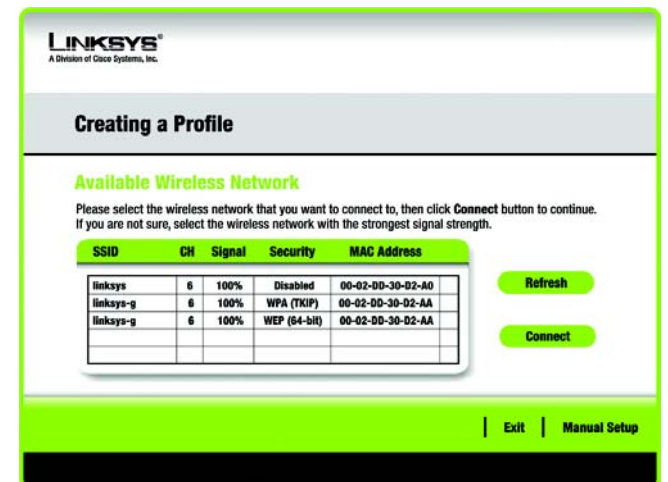 LINKSYS®
A Division of Cisco Systems, Inc.
Creating a Profile
Available Wireless Network
Please select the wireless network that you want to connect to, then click Connect button to continue.
If you are not sure, select the wireless network with the strongest signal strength.
SSID CH Signal Security MAC Address
linksys 6 100% Disabled 00-02-DD-30-D2-A0
linksys-g 6 100% WPA (TKIP) 00-02-DD-30-D2-AA
linksys-g 6 100% WEP (64-bit) 00-02-DD-30-D2-AA
Refresh
Connect
Exit Manual Setup